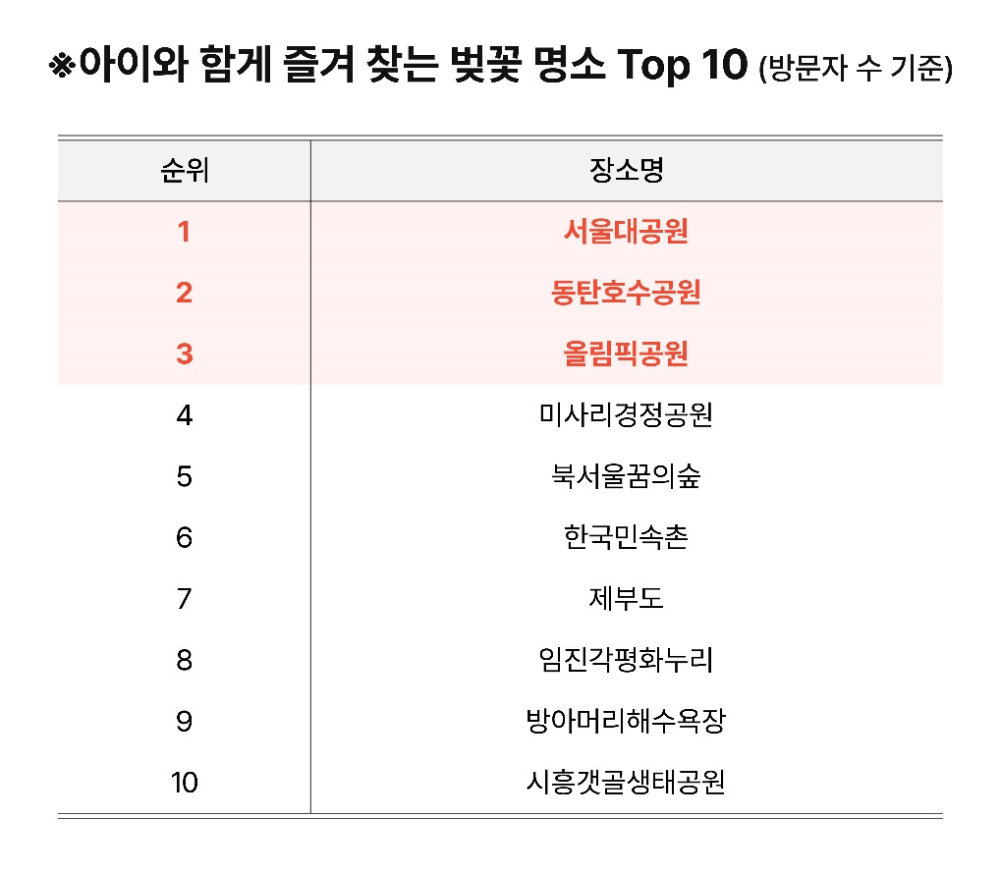 ※아이와 함께 즐겨 찾는 벚꽃 명소 Top 10 (방문자 수 기준)
순위 장소명
1 서울대공원
2 동탄호수공원
3 올림픽공원
4 미사리경정공원
5 북서울꿈의숲
6 한국민속촌
7 제부도
8 임진각평화누리
9 방아머리해수욕장
10 시흥갯골생태공원